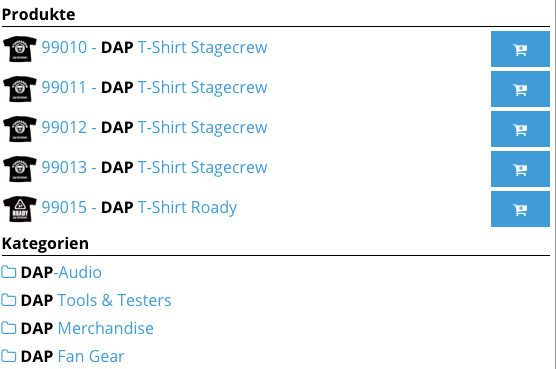 Produkte
99010 - DAP T-Shirt Stagecrew
99011 - DAP T-Shirt Stagecrew
99012 - DAP T-Shirt Stagecrew
99013 - DAP T-Shirt Stagecrew
ROADY
99015 - DAP T-Shirt Roady
Kategorien
DAP-Audio
DAP Tools & Testers
DAP Merchandise
DAP Fan Gear